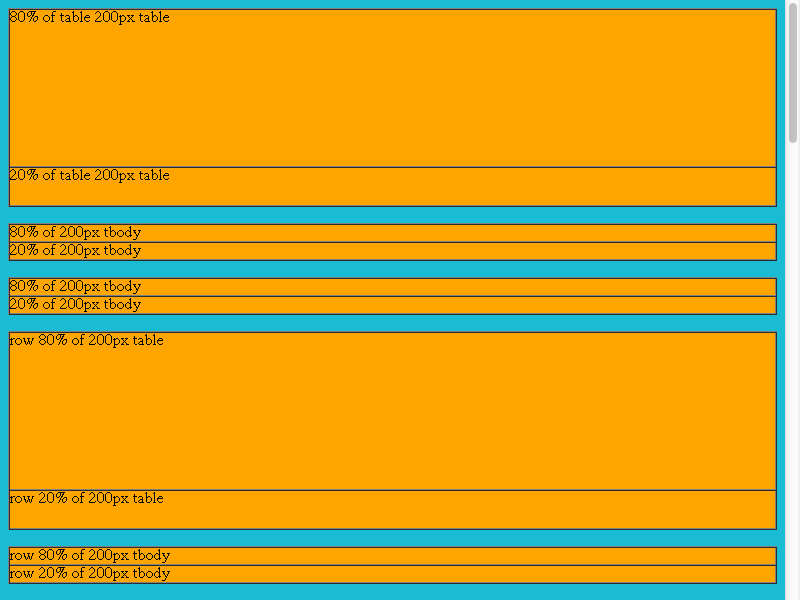 80% of table 200px table
20% of table 200px table
80% of 200px tbody
20% of 200px tbody
80% of 200px tbody
20% of 200px tbody
row 80% of 200px table
row 20% of 200px table
row 80% of 200px tbody
row 20% of 200px tbody